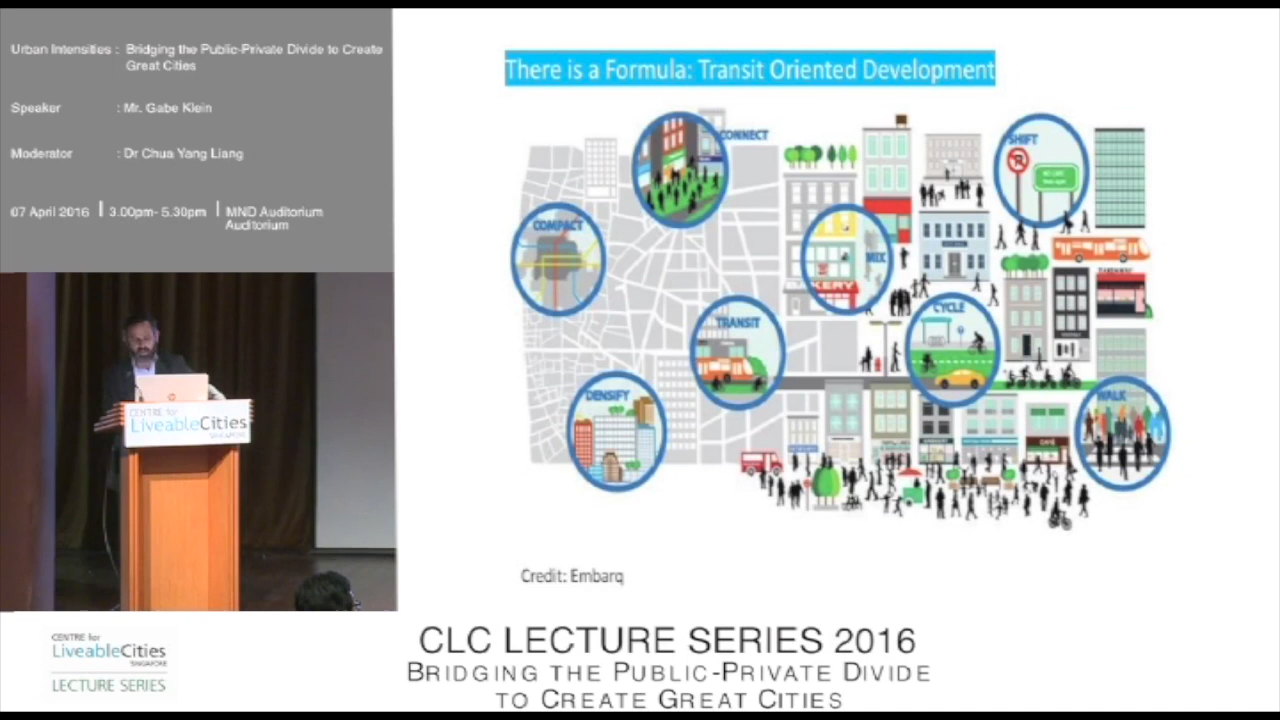 Urban Intensities : Bridging the Public-Private Divide to Create
Great Cities
Speaker : Mr. Gabe Klein
Moderator : Dr Chua Yang Liang
07 April 2016 | 3.00pm- 5.30pm | MND Auditorium
Auditorium
There is a Formula: Transit Oriented Development
CONNECT
SHIFT
COMPACT
MIX
KERY
TRANSIT
CYCLE
DENSIFY
WALK
CAFE
Credit: Embarq
CENTRE for
LiveableCities
SINGAPORE
CENTRE for
LiveableCities
SINGAPORE
LECTURE SERIES
CLC LECTURE SERIES 2016
BRIDGING THE PUBLIC-PRIVATE DIVIDE
TO CREATE GREAT CITIES